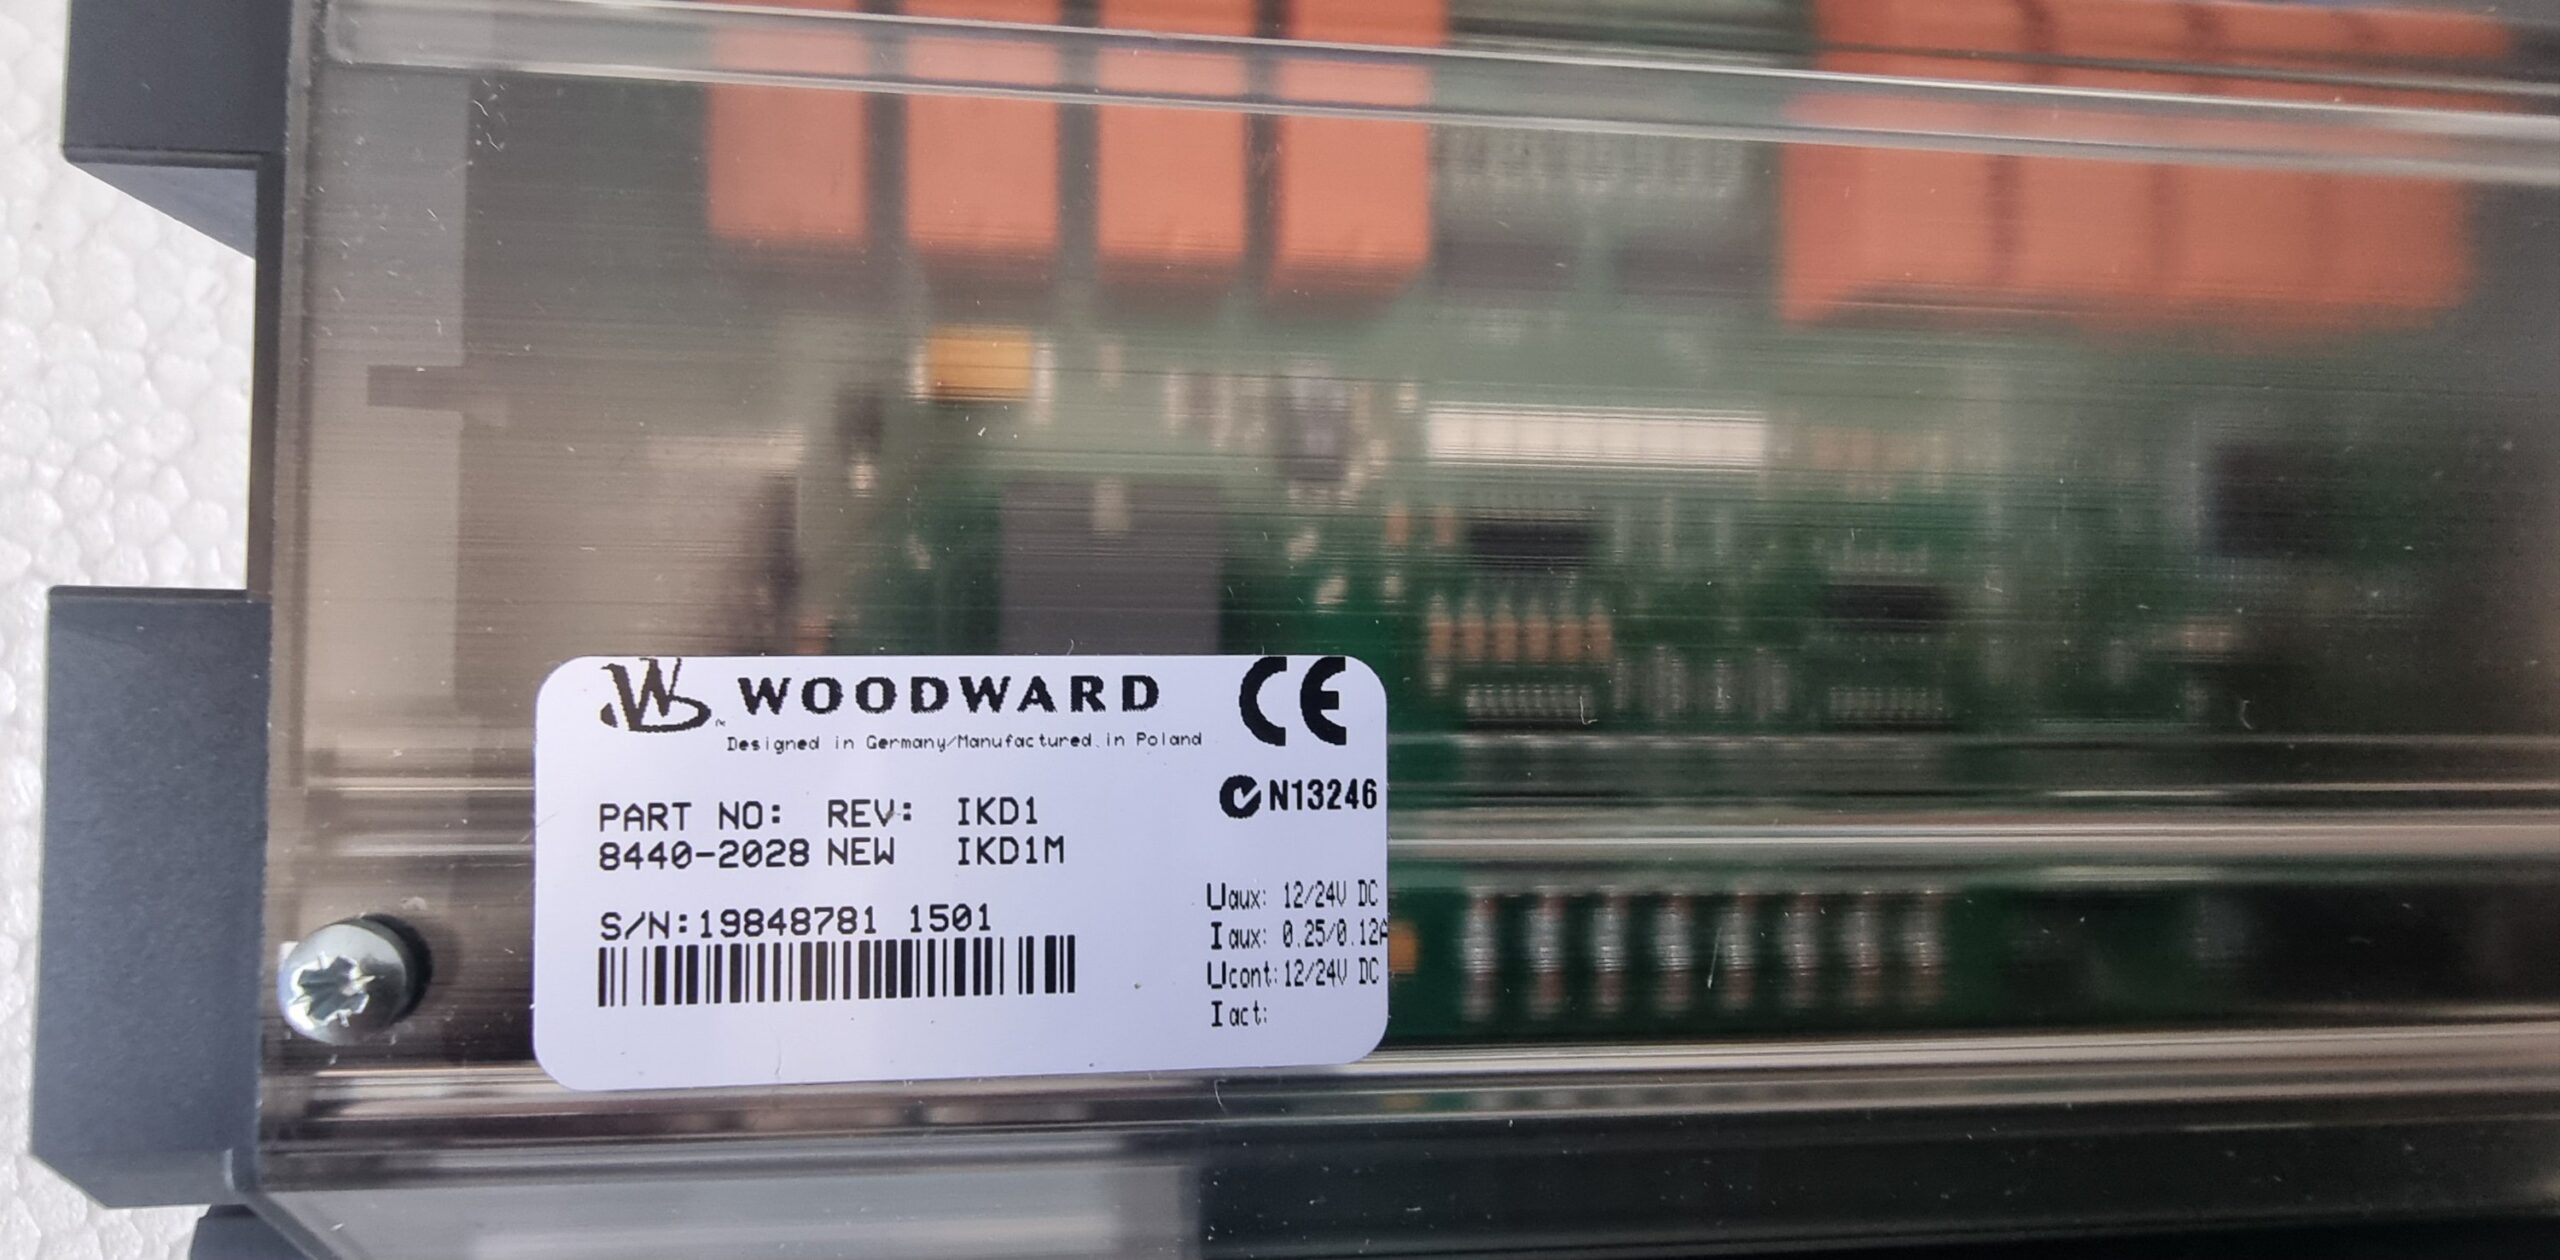 WOODWARD
Designed in Germany/Manufactured in Poland
CE
PART NO: REV: IKD1
8440-2028 NEW IKD1M
N13246
S/N:19848781 1501
Uaux: 12/24V DC
Iaux: 0.25/0.12A
Ucont: 12/24V DC
Iact: